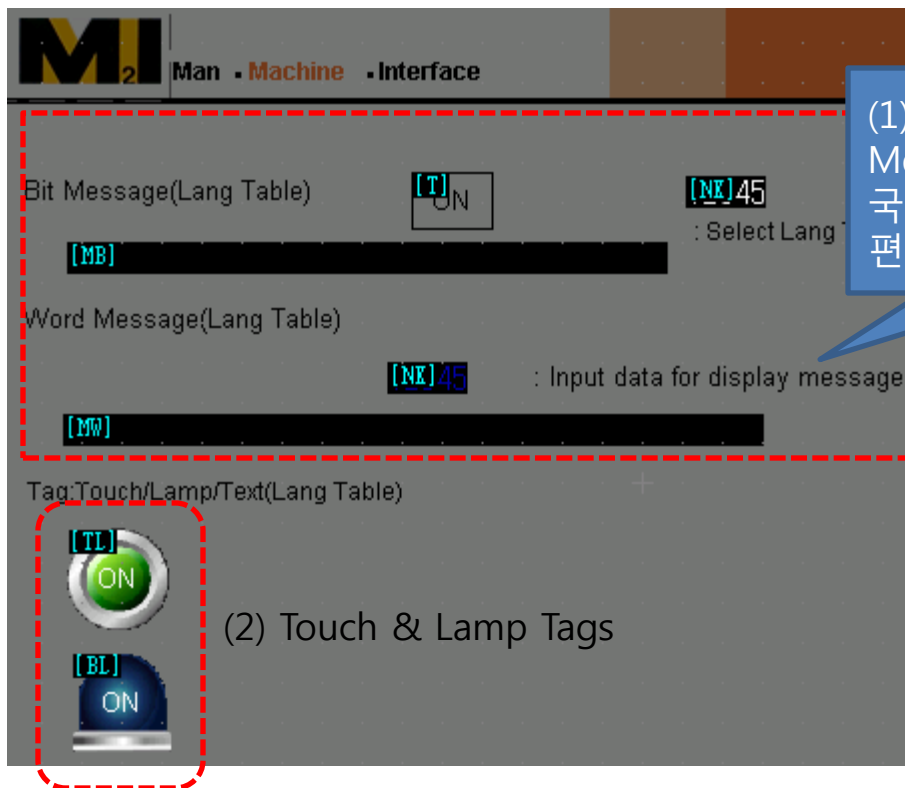 M2I Man . Machine . Interface
(1)
국
편
Bit Message(Lang Table)
[T] ON
[NK]45
: Select Lang
[MB]
Word Message(Lang Table)
[NK]45 : Input data for display message
[MW]
Tag:Touch/Lamp/Text(Lang Table)
[TL]
ON
(2) Touch & Lamp Tags
[BL]
ON